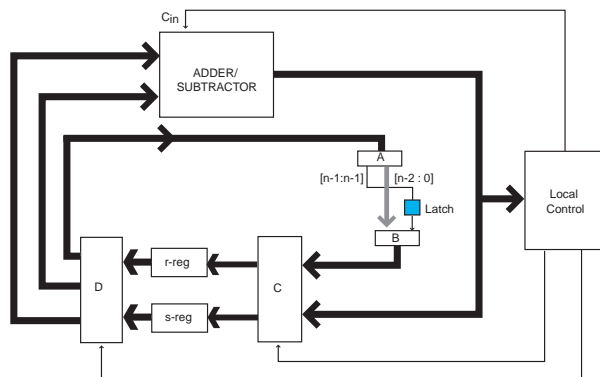 Cin
ADDER/
SUBTRACTOR
A
[n-1:n-1]
[n-2 : 0]
Latch
Local
Control
B
D
r-reg
C
s-reg